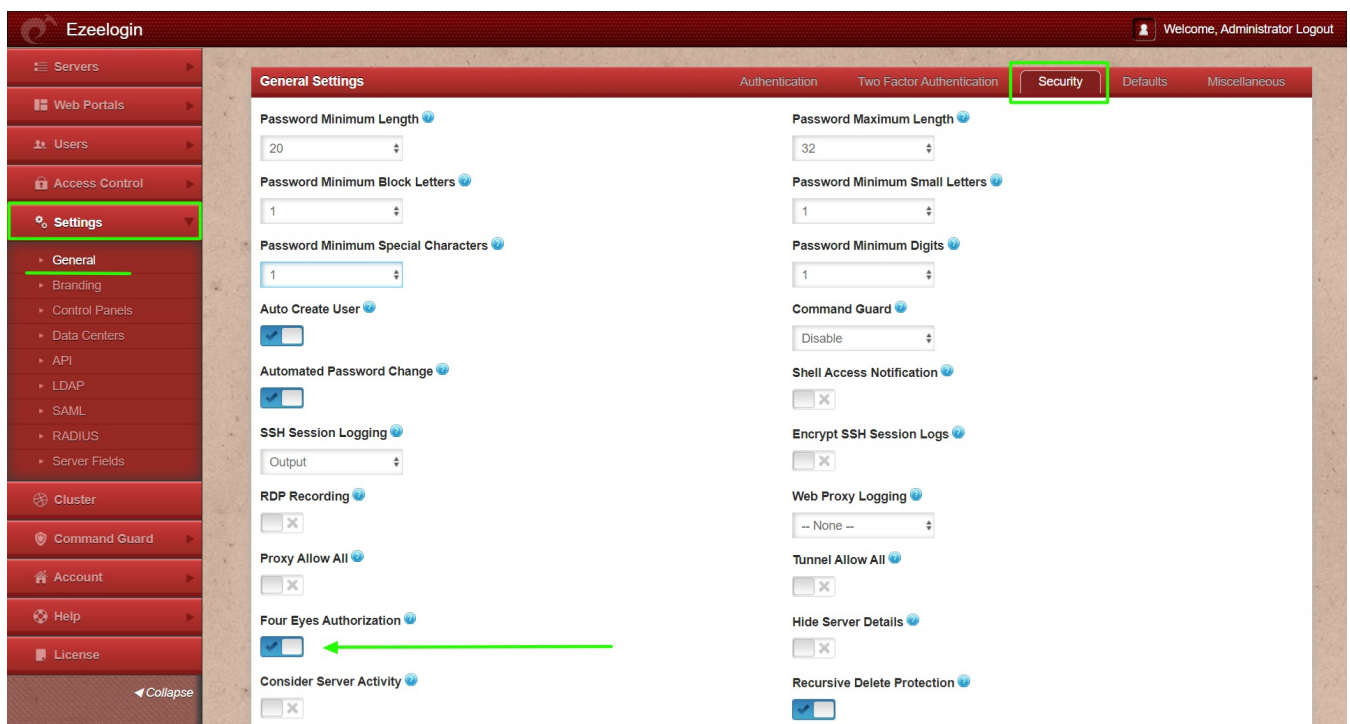 Ezeelogin
Welcome, Administrator Logout
Servers
Web Portals
Users
Access Control
Settings
General
Branding
Control Panels
Data Centers
API
LDAP
SAML
RADIUS
Server Fields
Cluster
Command Guard
Account
Help
License
Collapse
General Settings
Authentication
Two Factor Authentication
Security
Defaults
Miscellaneous
Password Minimum Length
20
Password Maximum Length
32
Password Minimum Block Letters
1
Password Minimum Small Letters
1
Password Minimum Special Characters
1
Password Minimum Digits
1
Auto Create User
Command Guard
Disable
Automated Password Change
Shell Access Notification
SSH Session Logging
Output
Encrypt SSH Session Logs
RDP Recording
Web Proxy Logging
-- None --
Proxy Allow All
Tunnel Allow All
Four Eyes Authorization
Hide Server Details
Consider Server Activity
Recursive Delete Protection